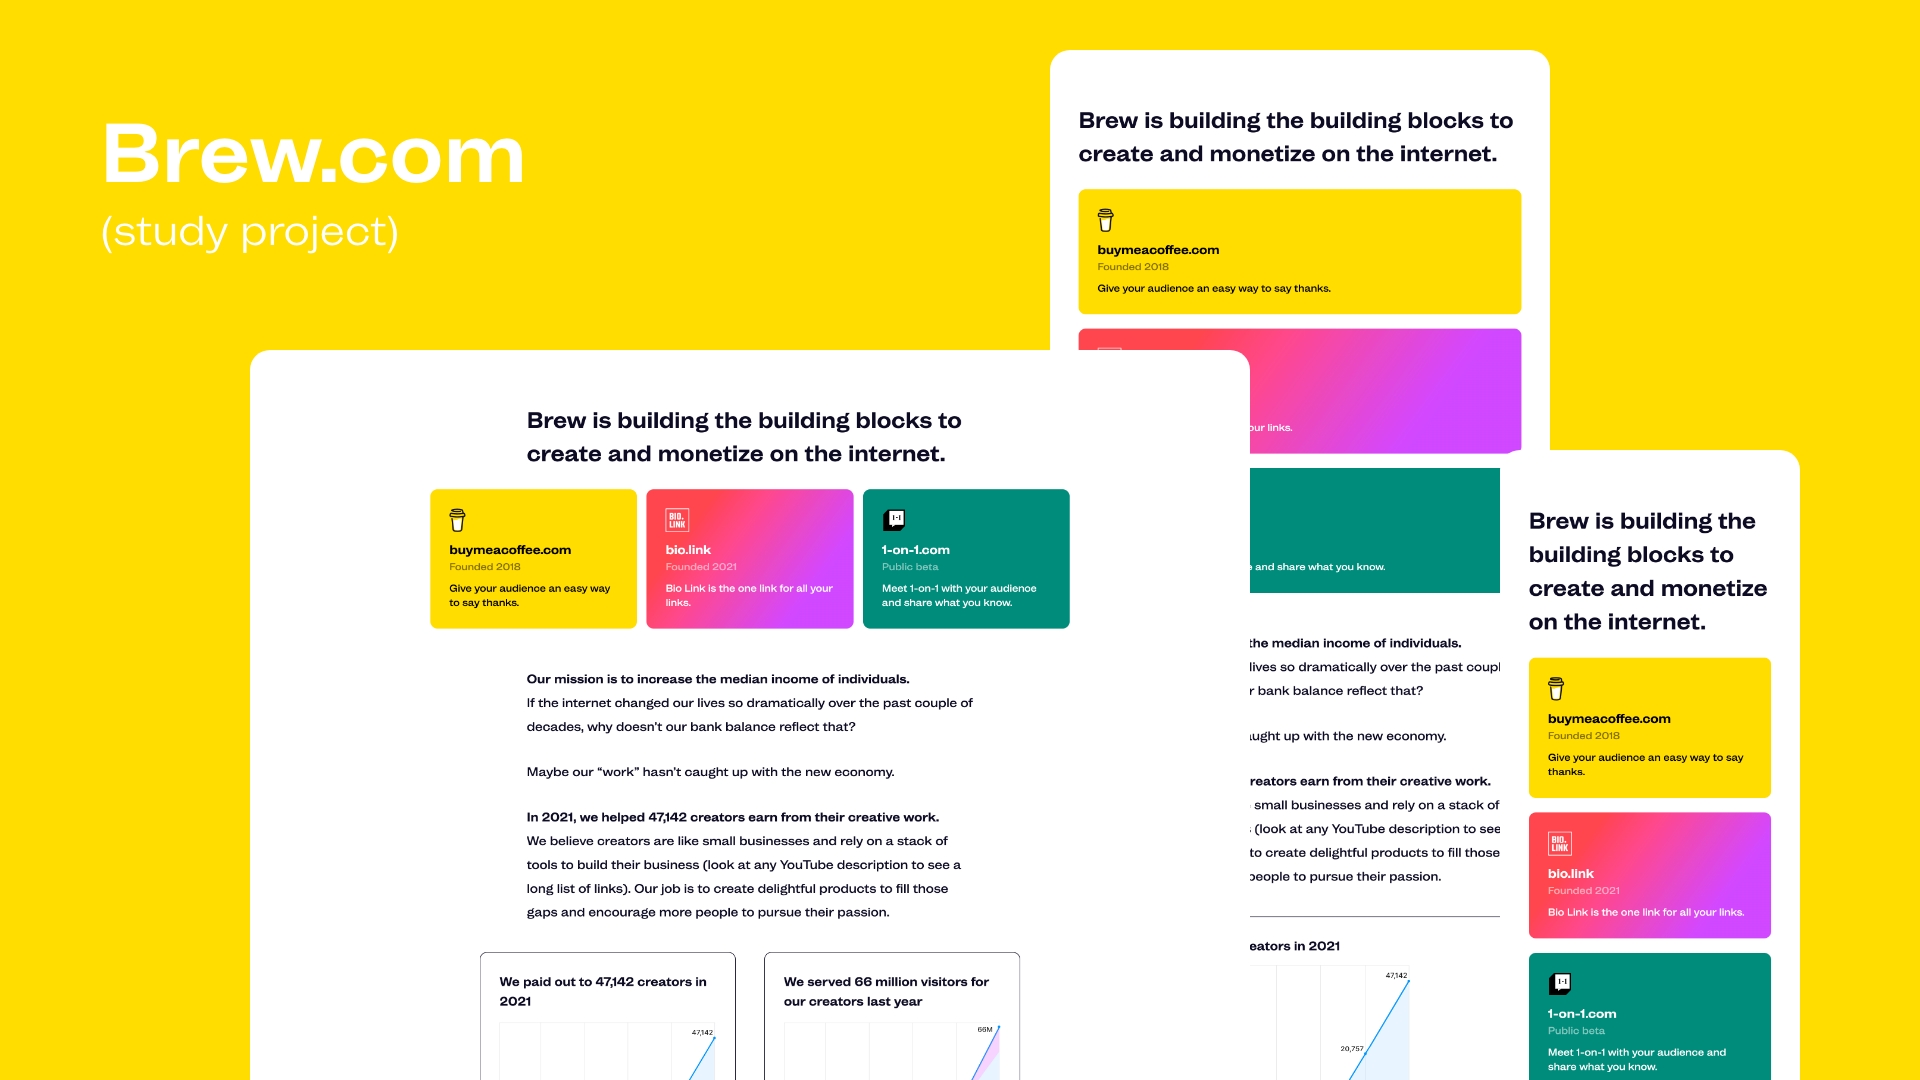 Brew.com
(study project)
Brew is building the building blocks to
create and monetize on the internet.
buymeacoffee.com
Founded 2018
Give your audience an easy way to say thanks.
our links.
and share what you know.
the median income of individuals.
lives so dramatically over the past coupl
r bank balance reflect that?
aught up with the new economy.
reators earn from their creative work.
small businesses and rely on a stack of
(look at any YouTube description to see
to create delightful products to fill those
people to pursue their passion.
eators in 2021
47,142
20,757
Brew is building the building blocks to
create and monetize on the internet.
buymeacoffee.com
Founded 2018
Give your audience an easy way
to say thanks.
BIO.
LINK
bio.link
Founded 2021
Bio Link is the one link for all your
links.
1-1
1-on-1.com
Public beta
Meet 1-on-1 with your audience
and share what you know.
Our mission is to increase the median income of individuals.
If the internet changed our lives so dramatically over the past couple of
decades, why doesn't our bank balance reflect that?
Maybe our “work” hasn't caught up with the new economy.
In 2021, we helped 47,142 creators earn from their creative work.
We believe creators are like small businesses and rely on a stack of
tools to build their business (look at any YouTube description to see a
long list of links). Our job is to create delightful products to fill those
gaps and encourage more people to pursue their passion.
We paid out to 47,142 creators in
2021
47,142
We served 66 million visitors for
our creators last year
66M
Brew is building the
building blocks to
create and monetize
on the internet.
buymeacoffee.com
Founded 2018
Give your audience an easy way to say
thanks.
BIO.
LINK
bio.link
Founded 2021
Bio Link is the one link for all your links.
1-1
1-on-1.com
Public beta
Meet 1-on-1 with your audience and
share what you know.